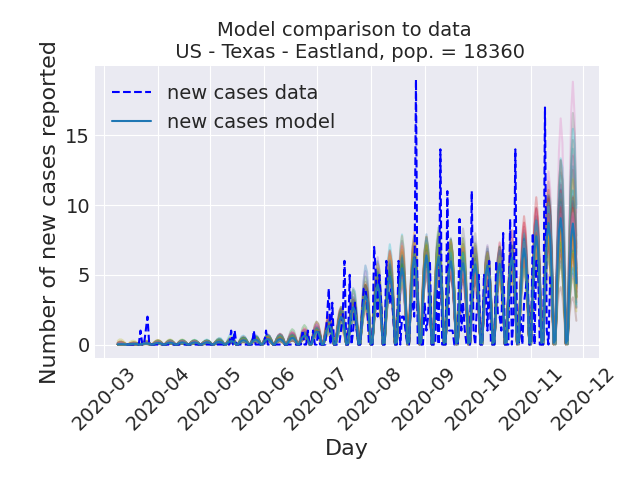 Model comparison to data
US - Texas - Eastland, pop. = 18360
Number of new cases reported
new cases data
new cases model
15
10
5
0
2020-03
2020-04
2020-05
2020-06
2020-07
2020-08
2020-09
2020-10
2020-11
2020-12
Day